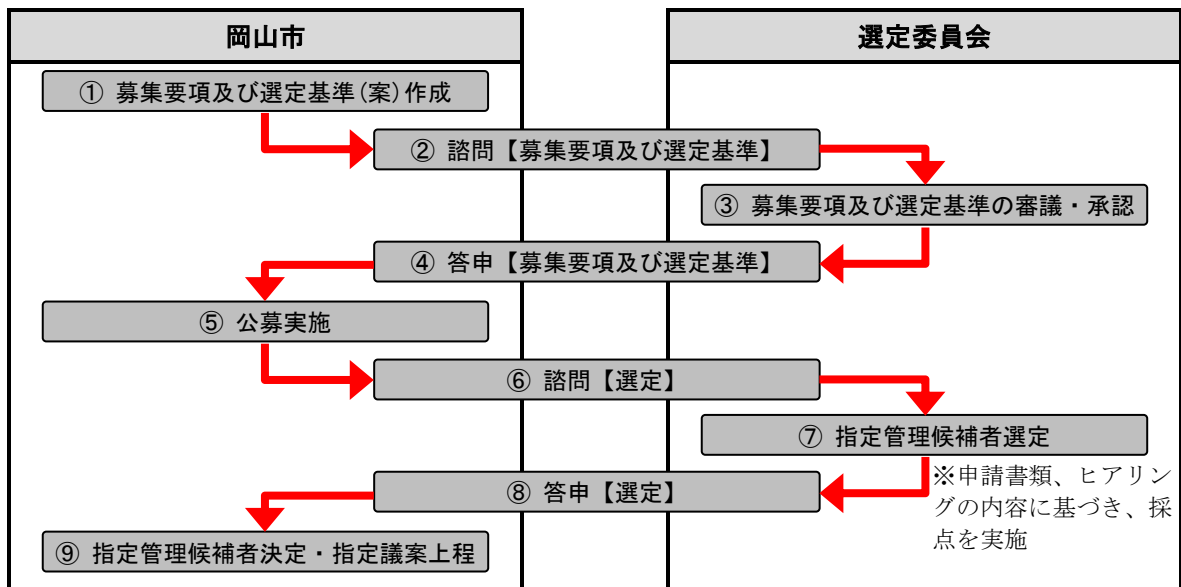 岡山市
選定委員会
① 募集要項及び選定基準(案)作成
② 諮問【募集要項及び選定基準】
③ 募集要項及び選定基準の審議・承認
④ 答申【募集要項及び選定基準】
⑤ 公募実施
⑥ 諮問【選定】
⑦ 指定管理候補者選定
※申請書類、ヒアリン
グの内容に基づき、採
点を実施
⑧ 答申【選定】
⑨ 指定管理候補者決定・指定議案上程